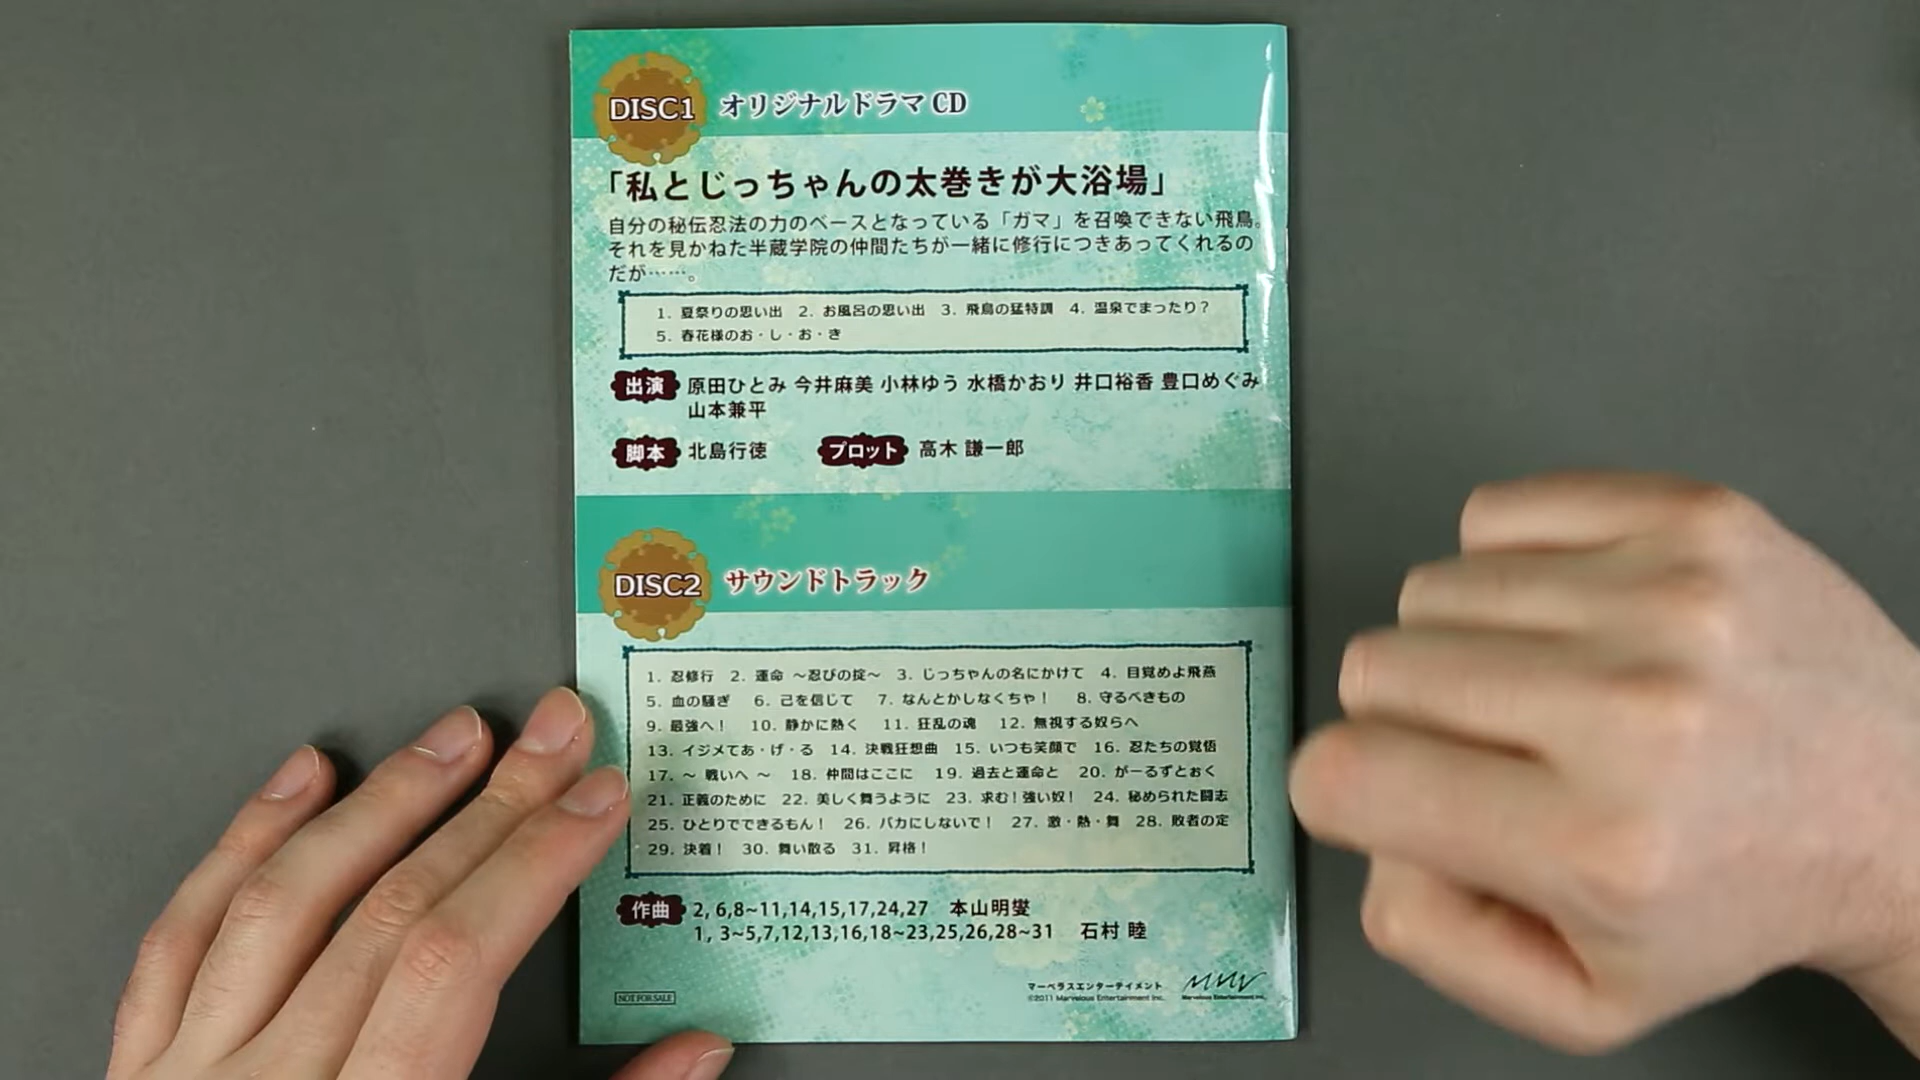 DISC1 オリジナルドラマCD
「私とじっちゃんの太巻きが大浴場」
自分の秘伝忍法の力のベースとなっている「ガマ」を召喚できない飛鳥。
それを見かねた半蔵学院の仲間たちが一緒に修行につきあってくれるの
だが……。
1. 夏祭りの思い出 2. お風呂の思い出 3. 飛鳥の猛特訓 4. 温泉でまったり？
5. 春花様のお・し・お・き
出演 原田ひとみ 今井麻美 小林ゆう 水橋かおり 井口裕香 豊口めぐみ
山本兼平
脚本 北島行徳 プロット 高木 謙一郎
DISC2 サウンドトラック
1. 忍修行 2. 運命 ～忍びの掟～ 3. じっちゃんの名にかけて 4. 目覚めよ飛燕
5. 血の騒ぎ 6. 己を信じて 7. なんとかしなくちゃ！ 8. 守るべきもの
9. 最強へ！ 10. 静かに熱く 11. 狂乱の魂 12. 無視する奴らへ
13. イジメてあ・げ・る 14. 決戦狂想曲 15. いつも笑顔で 16. 忍たちの覚悟
17. ～ 戦いへ ～ 18. 仲間はここに 19. 過去と運命と 20. がーるずとぉく
21. 正義のために 22. 美しく舞うように 23. 求む！強い奴！ 24. 秘められた闘志
25. ひとりでできるもん！ 26. バカにしないで！ 27. 激・熱・舞 28. 敗者の定
29. 決着！ 30. 舞い散る 31. 昇格！
作曲 2, 6,8~11,14,15,17,24,27 本山明燮
1, 3~5,7,12,13,16,18~23,25,26,28~31 石村 睦
NOT FOR SALE
マーベラスエンターテイメント
©2011 Marvelous Entertainment Inc.
Marvelous Entertainment Inc.